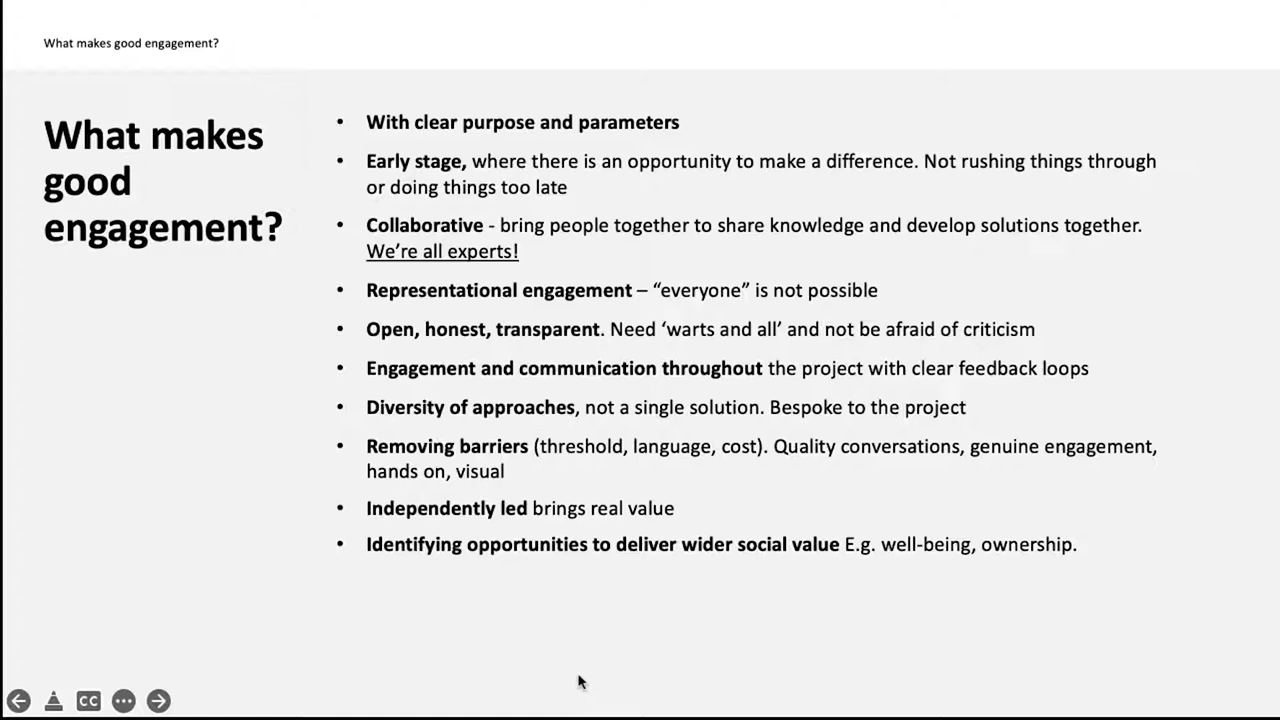 What makes good engagement?
What makes
good
engagement?
• With clear purpose and parameters
• Early stage, where there is an opportunity to make a difference. Not rushing things through
or doing things too late
• Collaborative - bring people together to share knowledge and develop solutions together.
We’re all experts!
• Representational engagement – “everyone” is not possible
• Open, honest, transparent. Need ‘warts and all’ and not be afraid of criticism
• Engagement and communication throughout the project with clear feedback loops
• Diversity of approaches, not a single solution. Bespoke to the project
• Removing barriers (threshold, language, cost). Quality conversations, genuine engagement,
hands on, visual
• Independently led brings real value
• Identifying opportunities to deliver wider social value E.g. well-being, ownership.
CC